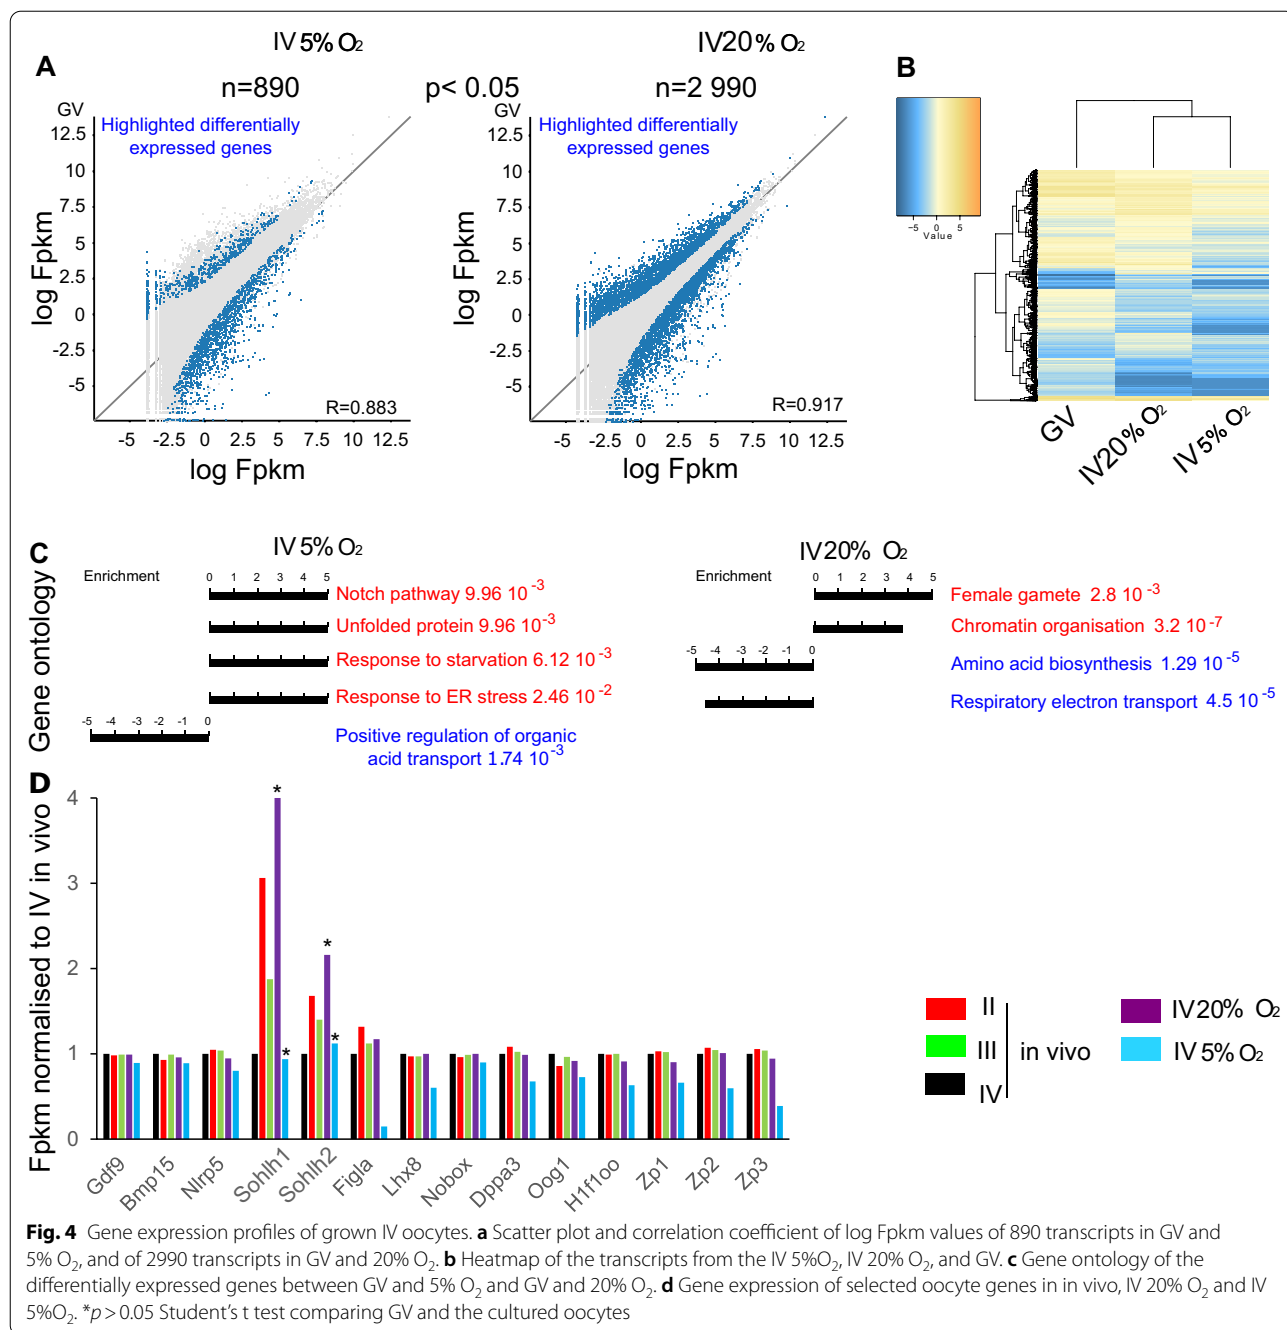 A
IV 5% O2
IV20% O2
n=890
p< 0.05
n=2 990
GV
Highlighted differentially
expressed genes
Highlighted differentially
expressed genes
log Fpkm
12.5
10
7.5
5
2.5
0
-2.5
-5
R=0.883
-5 -2.5 0 2.5 5 7.5 10 12.5
log Fpkm
log Fpkm
12.5
10
7.5
5
2.5
0
-2.5
-5
R=0.917
-5 -2.5 0 2.5 5 7.5 10 12.5
log Fpkm
B
−5 0 5
Value
GV
IV20% O2
IV 5% O2
C
Gene ontology
IV5% O2
Enrichment
0 1 2 3 4 5
Notch pathway 9.96 10-3
Unfolded protein 9.96 10-3
Response to starvation 6.12 10-3
Response to ER stress 2.46 10-2
-5 -4 -3 -2 -1 0
Positive regulation of organic
acid transport 1.74 10-3
IV20% O2
Enrichment
0 1 2 3 4 5
Female gamete 2.8 10-3
Chromatin organisation 3.2 10-7
-5 -4 -3 -2 -1 0
Amino acid biosynthesis 1.29 10-5
Respiratory electron transport 4.5 10-5
D
Fpkm normalised to IV in vivo
4
3
2
1
0
*
*
*
*
Gdf9
Bmp15
Nlrp5
Sohlh1
Sohlh2
Figla
Lhx8
Nobox
Dppa3
Oog1
H1f1oo
Zp1
Zp2
Zp3
II
III
IV
in vivo
IV20% O2
IV 5% O2
Fig. 4 Gene expression profiles of grown IV oocytes. a Scatter plot and correlation coefficient of log Fpkm values of 890 transcripts in GV and
5% O2, and of 2990 transcripts in GV and 20% O2. b Heatmap of the transcripts from the IV 5%O2, IV 20% O2, and GV. c Gene ontology of the
differentially expressed genes between GV and 5% O2 and GV and 20% O2. d Gene expression of selected oocyte genes in in vivo, IV 20% O2 and IV
5%O2. *p > 0.05 Student's t test comparing GV and the cultured oocytes